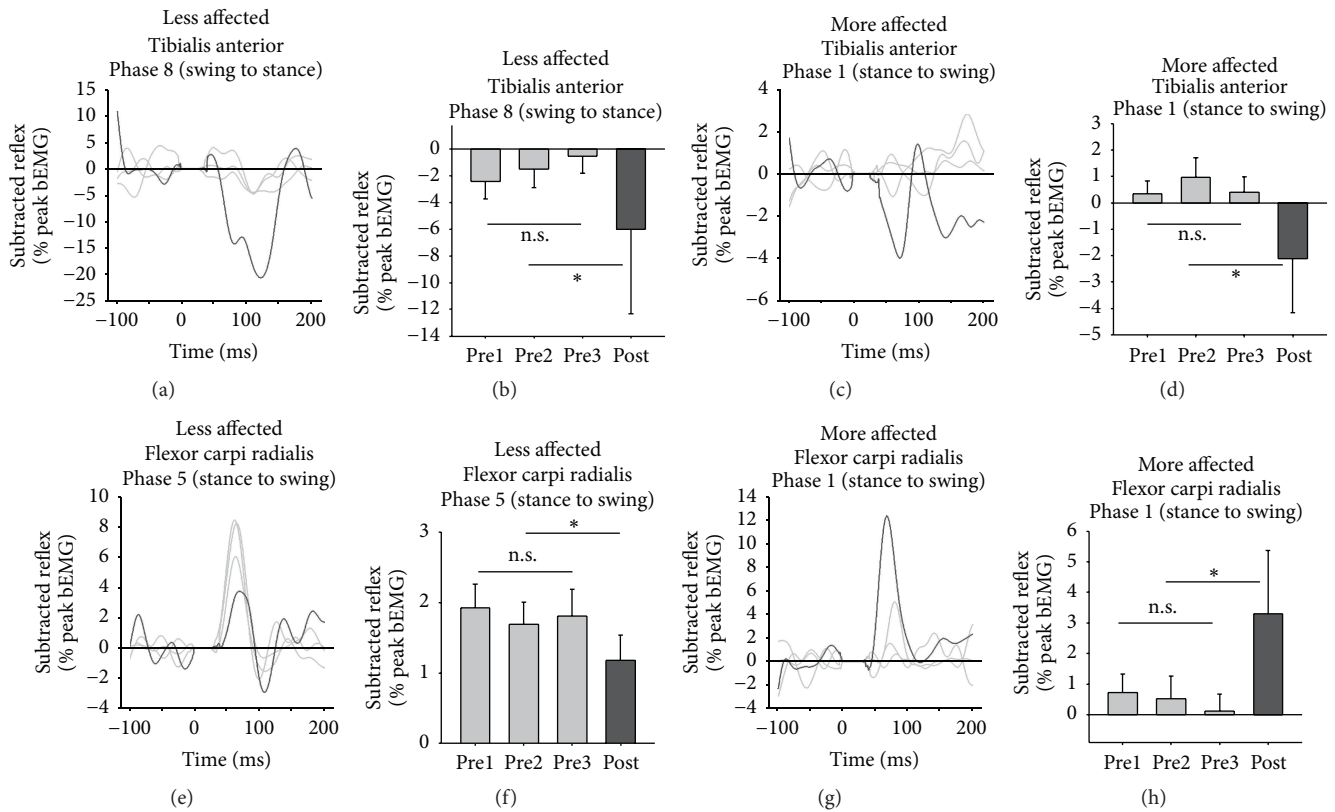 Less affected
Tibialis anterior
Phase 8 (swing to stance)
Subtracted reflex
(% peak bEMG)
15
10
5
0
−5
−10
−15
−20
−25
−100 0 100 200
Time (ms)
(a)
Less affected
Tibialis anterior
Phase 8 (swing to stance)
Subtracted reflex
(% peak bEMG)
0
−2
−4
−6
−8
−10
−12
−14
n.s.
*
Pre1 Pre2 Pre3 Post
(b)
More affected
Tibialis anterior
Phase 1 (stance to swing)
Subtracted reflex
(% peak bEMG)
4
2
0
−2
−4
−6
−100 0 100 200
Time (ms)
(c)
More affected
Tibialis anterior
Phase 1 (stance to swing)
Subtracted reflex
(% peak bEMG)
3
2
1
0
−1
−2
−3
−4
−5
n.s.
*
Pre1 Pre2 Pre3 Post
(d)
Less affected
Flexor carpi radialis
Phase 5 (stance to swing)
Subtracted reflex
(% peak bEMG)
10
8
6
4
2
0
−2
−4
−100 0 100 200
Time (ms)
(e)
Less affected
Flexor carpi radialis
Phase 5 (stance to swing)
Subtracted reflex
(% peak bEMG)
3
2
1
0
n.s.
*
Pre1 Pre2 Pre3 Post
(f)
More affected
Flexor carpi radialis
Phase 1 (stance to swing)
Subtracted reflex
(% peak bEMG)
14
12
10
8
6
4
2
0
−2
−4
−100 0 100 200
Time (ms)
(g)
More affected
Flexor carpi radialis
Phase 1 (stance to swing)
Subtracted reflex
(% peak bEMG)
6
5
4
3
2
1
0
n.s.
*
Pre1 Pre2 Pre3 Post
(h)